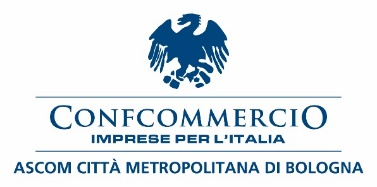 CONFCOMMERCIO
IMPRESE PER L'ITALIA
ASCOM CITTÀ METROPOLITANA DI BOLOGNA